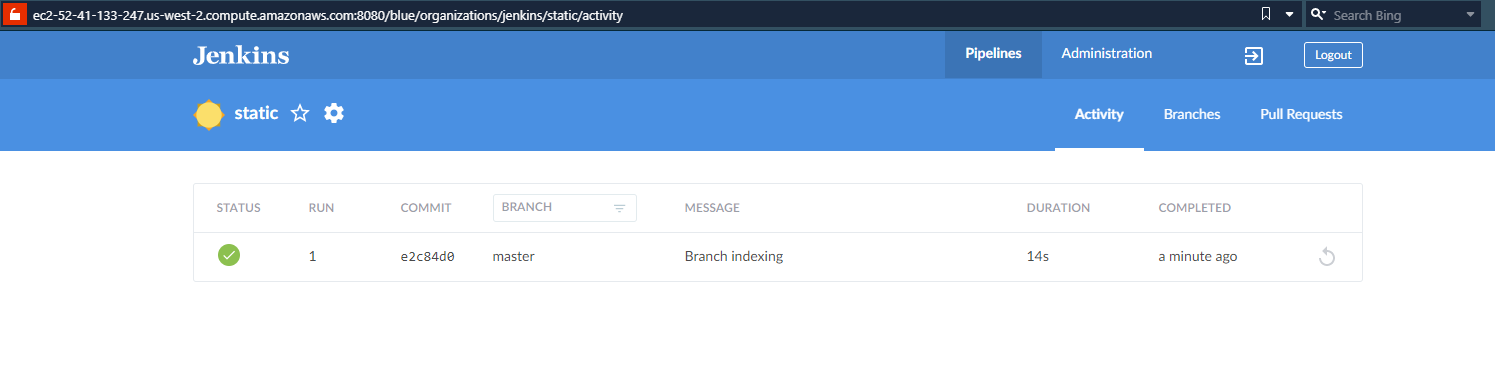 ec2-52-41-133-247.us-west-2.compute.amazonaws.com:8080/blue/organizations/jenkins/static/activity Search Bing
Jenkins Pipelines Administration Logout
static Activity Branches Pull Requests
STATUS RUN COMMIT BRANCH MESSAGE DURATION COMPLETED
1 e2c84d0 master Branch indexing 14s a minute ago